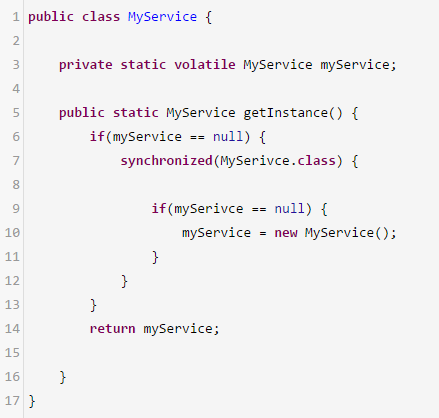 1 public class MyService {
2
3     private static volatile MyService myService;
4
5     public static MyService getInstance() {
6         if(myService == null) {
7             synchronized(MySerivce.class) {
8
9                 if(mySerivce == null) {
10                     myService = new MyService();
11                 }
12             }
13         }
14         return myService;
15
16     }
17 }